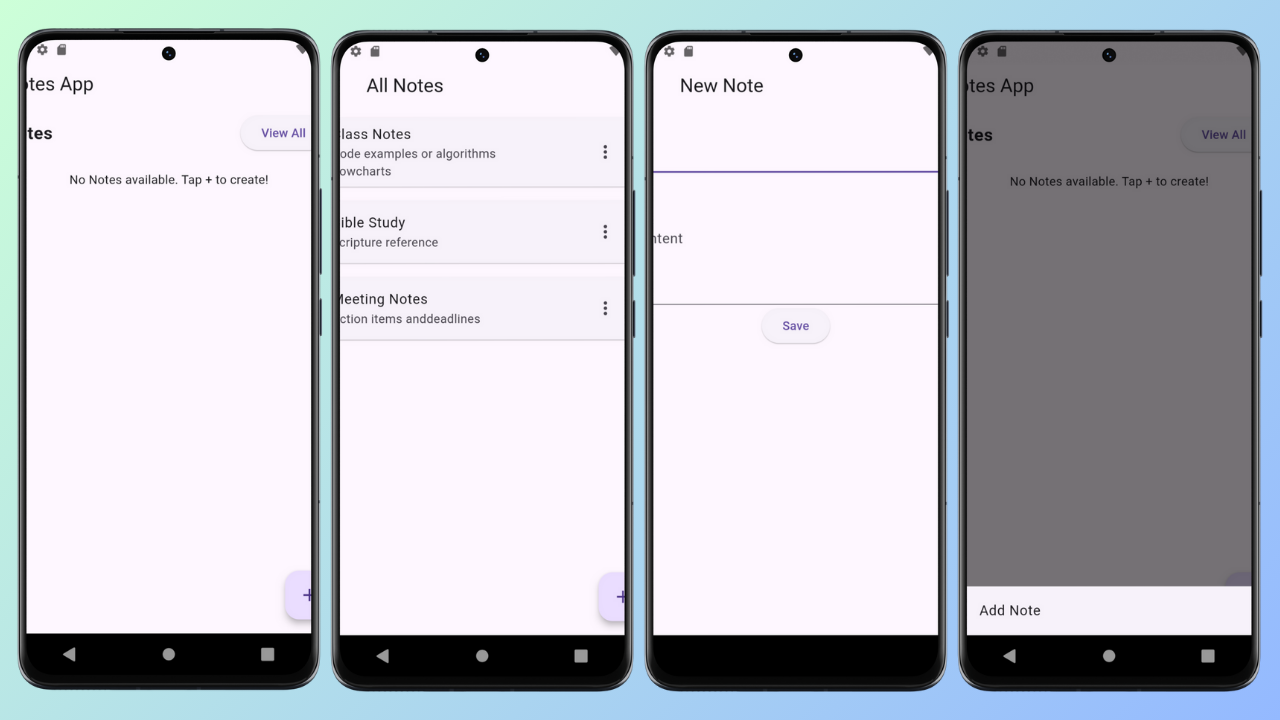 otes App
tes
View All
No Notes available. Tap + to create!
+
All Notes
lass Notes
ode examples or algorithms
owcharts
ible Study
cripture reference
Meeting Notes
ction items anddeadlines
+
New Note
ntent
Save
otes App
tes
View All
No Notes available. Tap + to create!
Add Note